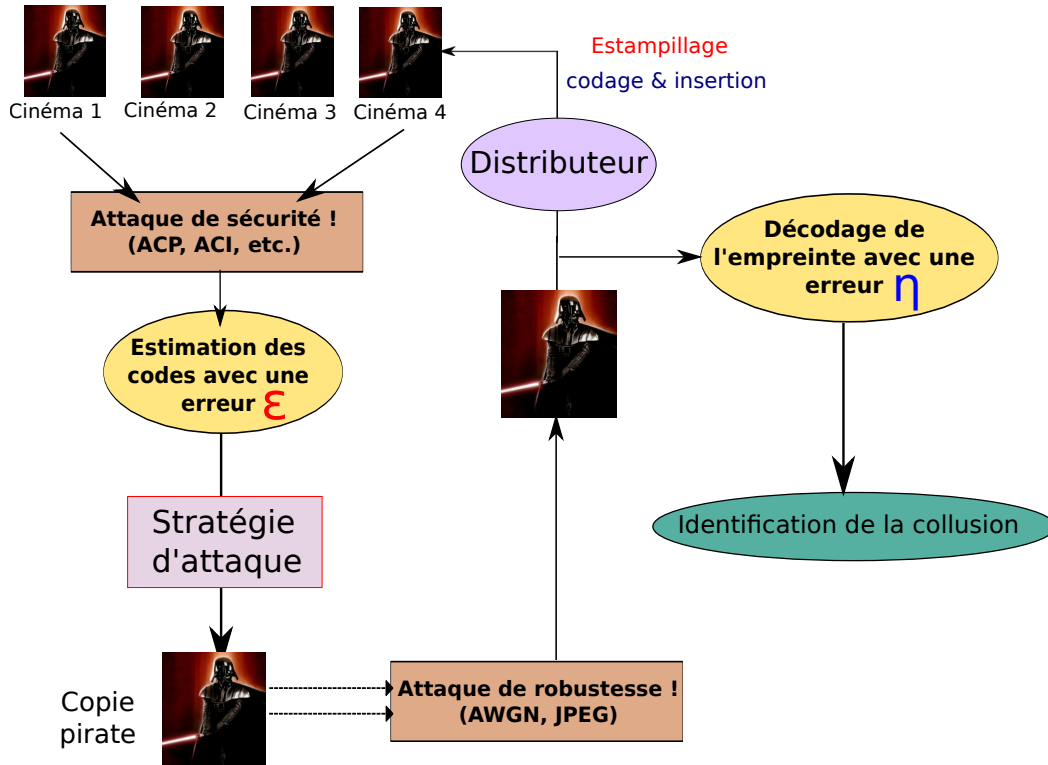 Estampillage
codage & insertion
Cinéma 1
Cinéma 2
Cinéma 3
Cinéma 4
Distributeur
Attaque de sécurité !
(ACP, ACI, etc.)
Décodage de
l'empreinte avec une
erreur η
Estimation des
codes avec une
erreur ε
Stratégie
d'attaque
Identification de la collusion
Copie
pirate
Attaque de robustesse !
(AWGN, JPEG)